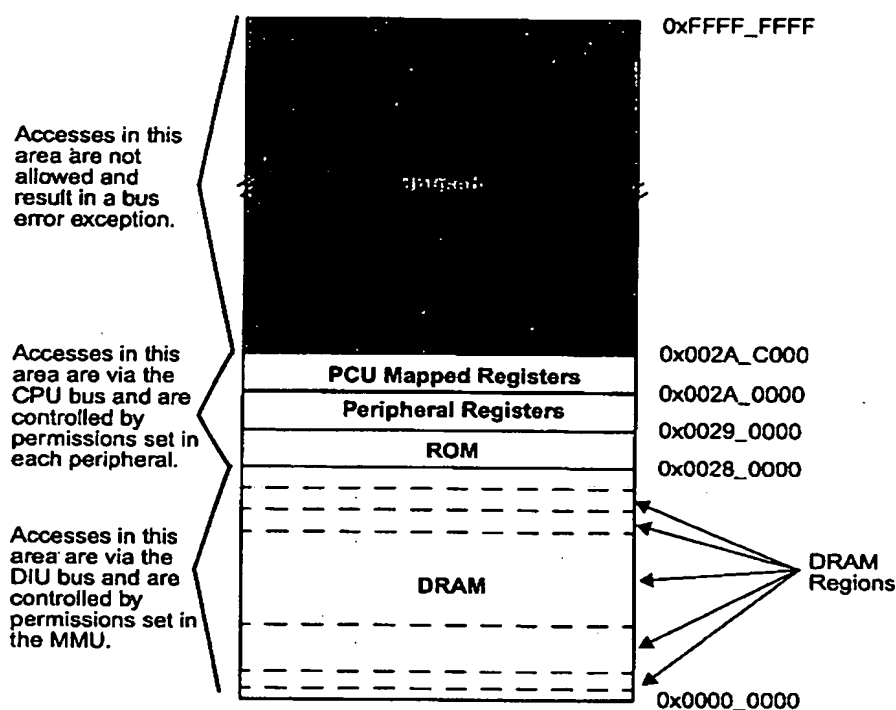 0xFFFF_FFFF
Accesses in this
area are not
allowed and
result in a bus
error exception.
Accesses in this
area are via the
CPU bus and are
controlled by
permissions set in
each peripheral.
0x002A_C000
PCU Mapped Registers
0x002A_0000
Peripheral Registers
0x0029_0000
ROM
0x0028_0000
Accesses in this
area are via the
DIU bus and are
controlled by
permissions set in
the MMU.
DRAM
DRAM
Regions
0x0000_0000